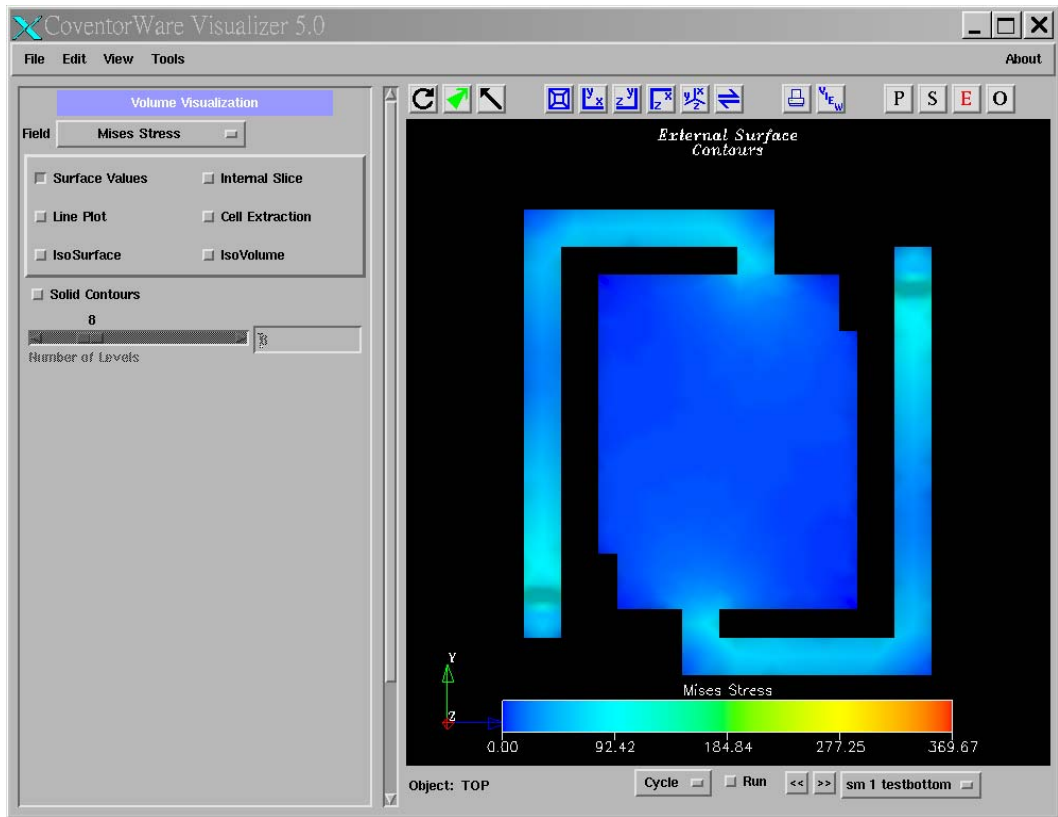 CoventorWare Visualizer 5.0
File Edit View Tools About
Volume Visualization
Field Mises Stress
Surface Values Internal Slice
Line Plot Cell Extraction
IsoSurface IsoVolume
Solid Contours
8
8
Number of Levels
y x z y z x y x z VIEW P S E O
External Surface
Contours
Y
Z
Mises Stress
0.00 92.42 184.84 277.25 369.67
Object: TOP Cycle Run << >> sm 1 testbottom